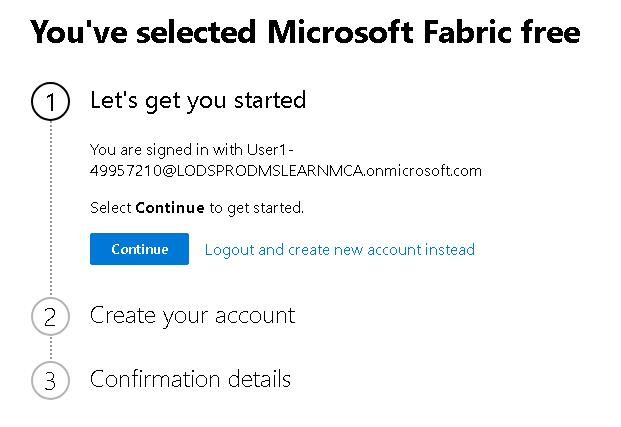 You've selected Microsoft Fabric free
1 Let's get you started
You are signed in with User1-
49957210@LODSPRODMSLEARNMCA.onmicrosoft.com
Select Continue to get started.
Continue Logout and create new account instead
2 Create your account
3 Confirmation details